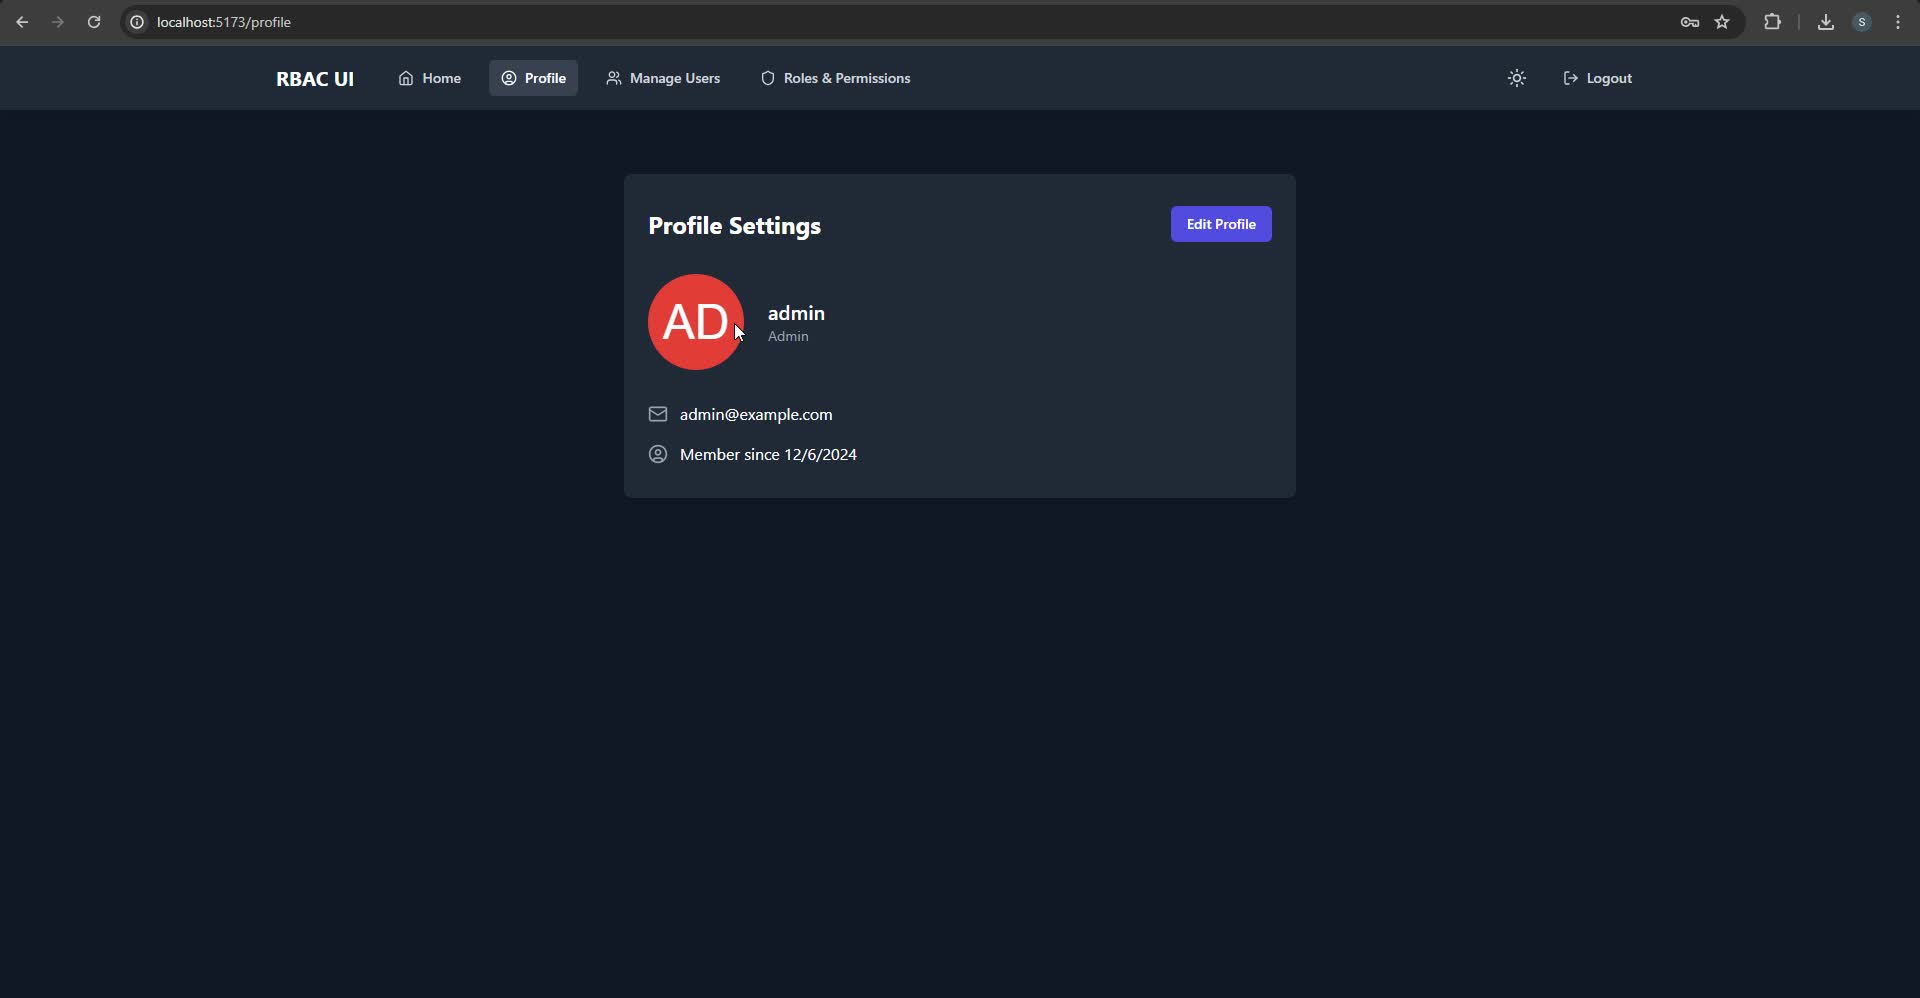 localhost:5173/profile
S
RBAC UI
Home
Profile
Manage Users
Roles & Permissions
Logout
Profile Settings
Edit Profile
AD
admin
Admin
admin@example.com
Member since 12/6/2024